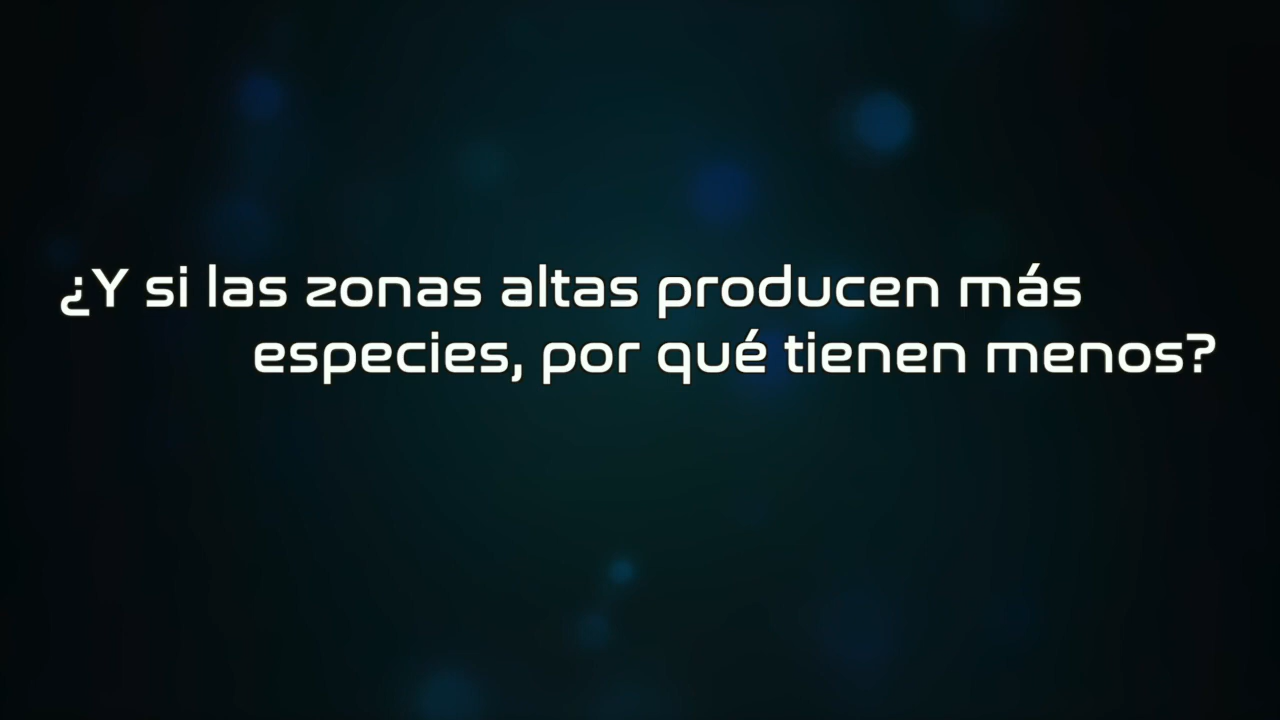 ¿Y si las zonas altas producen más
especies, por qué tienen menos?